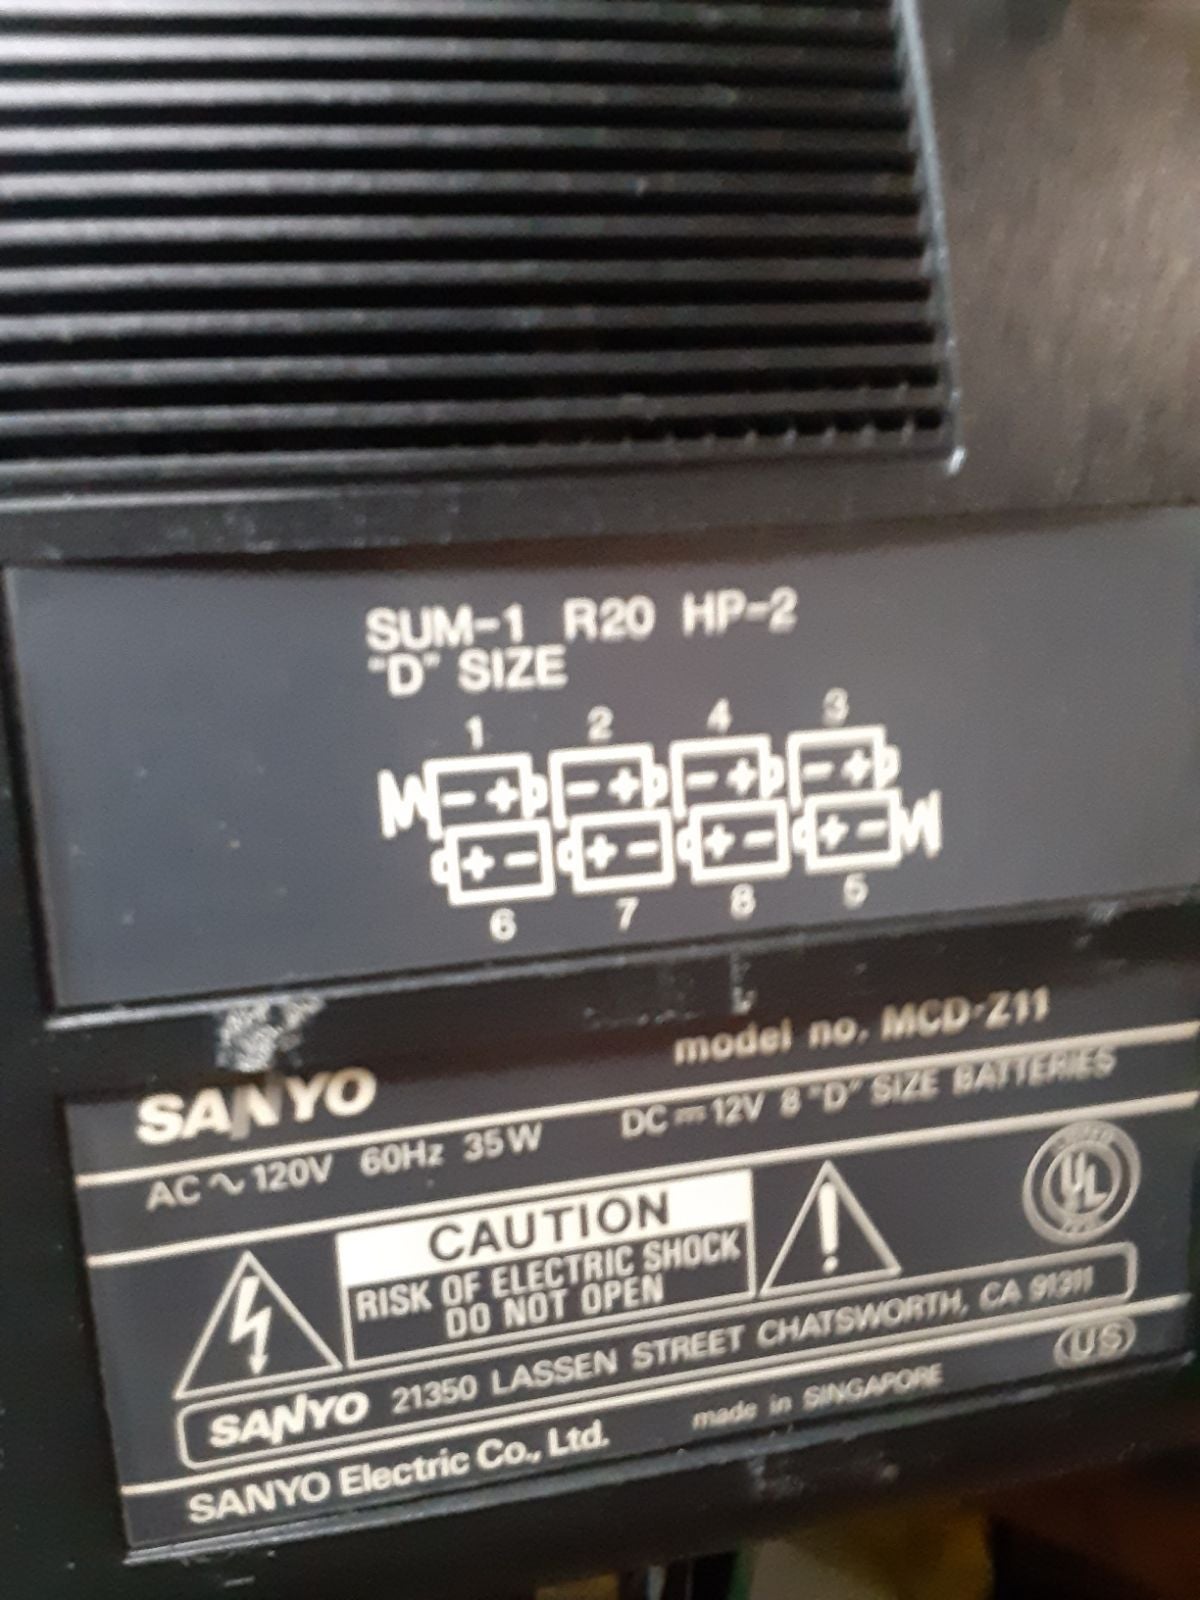 SUM-1 R20 HP-2
"D" SIZE
1 2 4 3
- + - + - + - +
+ - + - + - + -
6 7 8 5
SANYO model no. MCD-Z11
AC ~ 120V 60Hz 35W DC ⎓ 12V 8 "D" SIZE BATTERIES
CAUTION
RISK OF ELECTRIC SHOCK
DO NOT OPEN
!
UL
SANYO 21350 LASSEN STREET CHATSWORTH, CA 91311
SANYO Electric Co., Ltd. made in SINGAPORE US